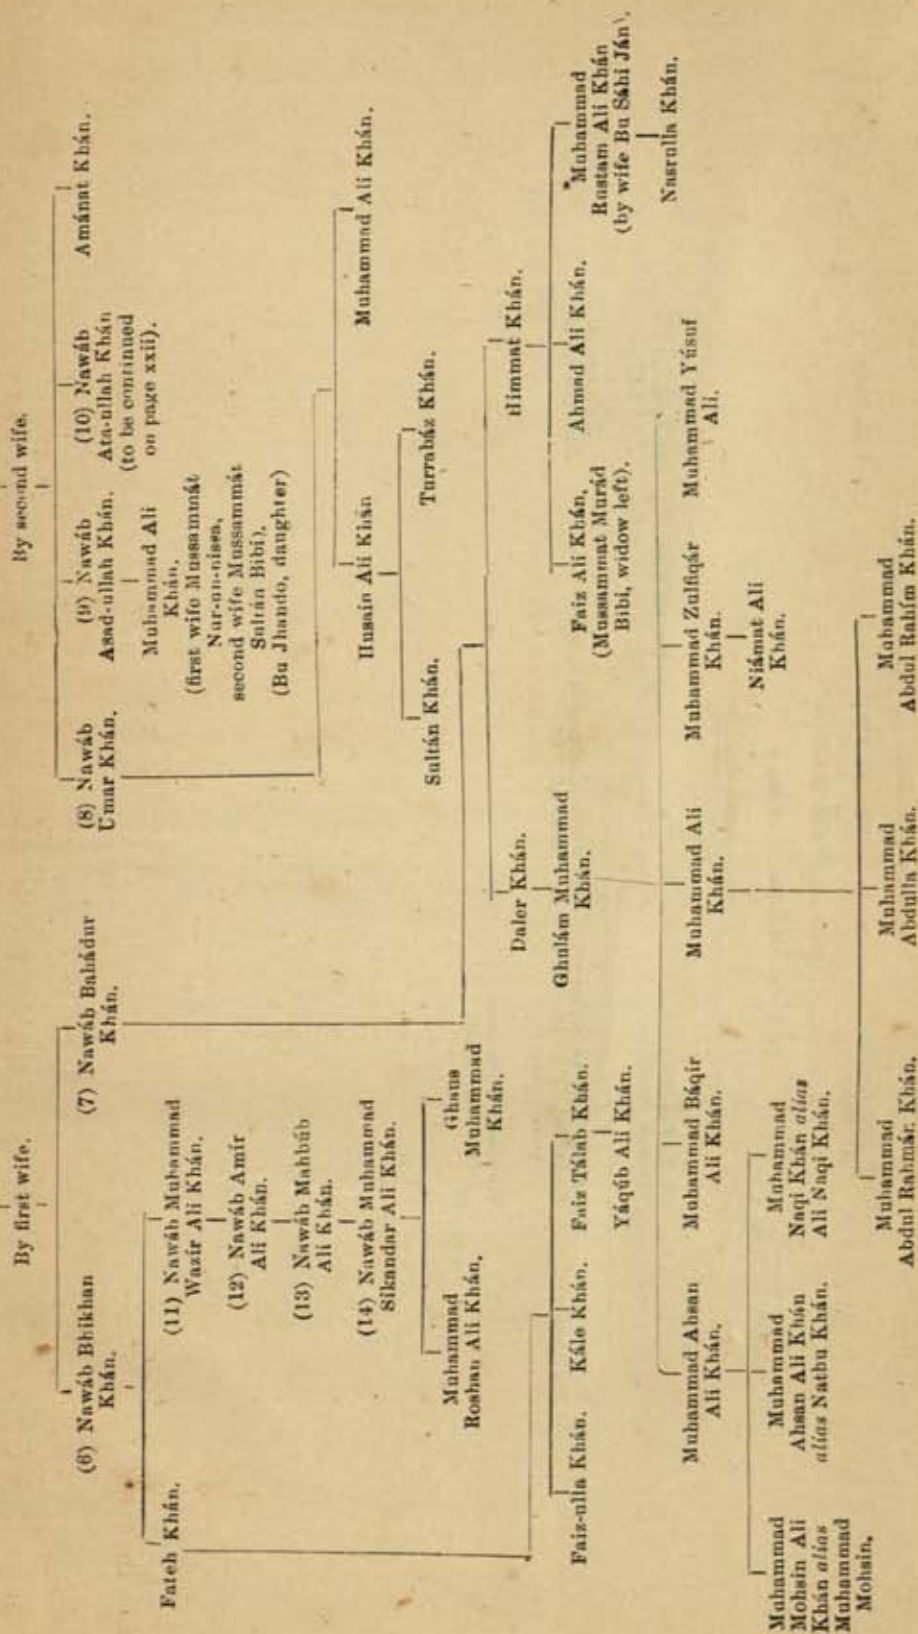 By first wife.
By second wife.
(6) Nawáb Bhikhan
Khán.
(7) Nawáb Bahádur
Khán.
(8) Nawáb
Umar Khán.
(9) Nawáb
Asad-ullah Khán.
(10) Nawáb
Ata-ullah Khán
(to be continued
on page xxii).
Amánat Khán.
Muhammad Ali
Khán,
(first wife Musammát
Nur-un-nisea,
second wife Mussammát
Sultán Bibi),
(Bu Jhando, daughter)
Fateh Khán.
(11) Nawáb Muhammad
Wazír Ali Khán.
(12) Nawáb Amír
Ali Khán.
(13) Nawáb Mahbúb
Ali Khán.
(14) Nawáb Muhammad
Sikandar Ali Khán.
Husain Ali Khán
Muhammad Ali Khán.
Muhammad
Roshan Ali Khán.
Ghaus
Muhammad
Khán.
Sultán Khán.
Turrabáz Khán.
Daler Khán.
Himmat Khán.
Ghulám Muhammad
Khán.
Faiz-ulla Khán.
Kále Khán.
Faiz Tálab Khán.
Yáqúb Ali Khán.
Faiz Ali Khán,
(Mussammat Murád
Bibi, widow left).
Ahmad Ali Khán.
*Muhammad
Rustam Ali Khán
(by wife Bu Sáhi Ján).
Nasrulla Khán.
Muhammad Ahsan
Ali Khán.
Muhammad Báqir
Ali Khán.
Muhammad Ali
Khán.
Muhammad Zulfiqár
Khán.
Niámat Ali
Khán.
Muhammad Yúsuf
Ali.
Muhammad
Mohsin Ali
Khán alías
Muhammad
Mohsin.
Muhammad
Ahsan Ali Khán
alías Nathu Khán.
Muhammad
Naqi Khán alías
Ali Naqi Khán.
Muhammad
Abdul Rahmár. Khán.
Muhammad
Abdulla Khán.
Muhammad
Abdul Rahím Khán.